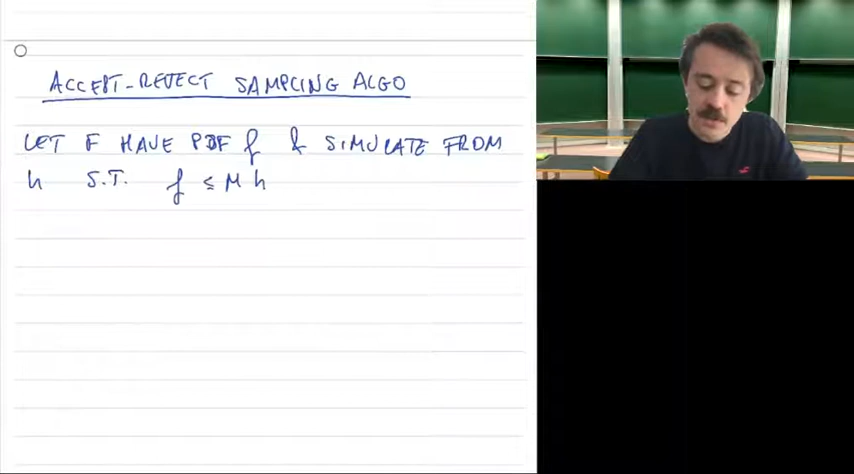 ACCEPT-REJECT SAMPLING ALGO
LET F HAVE PDF f & SIMULATE FROM
h S.T. f ≤ M h